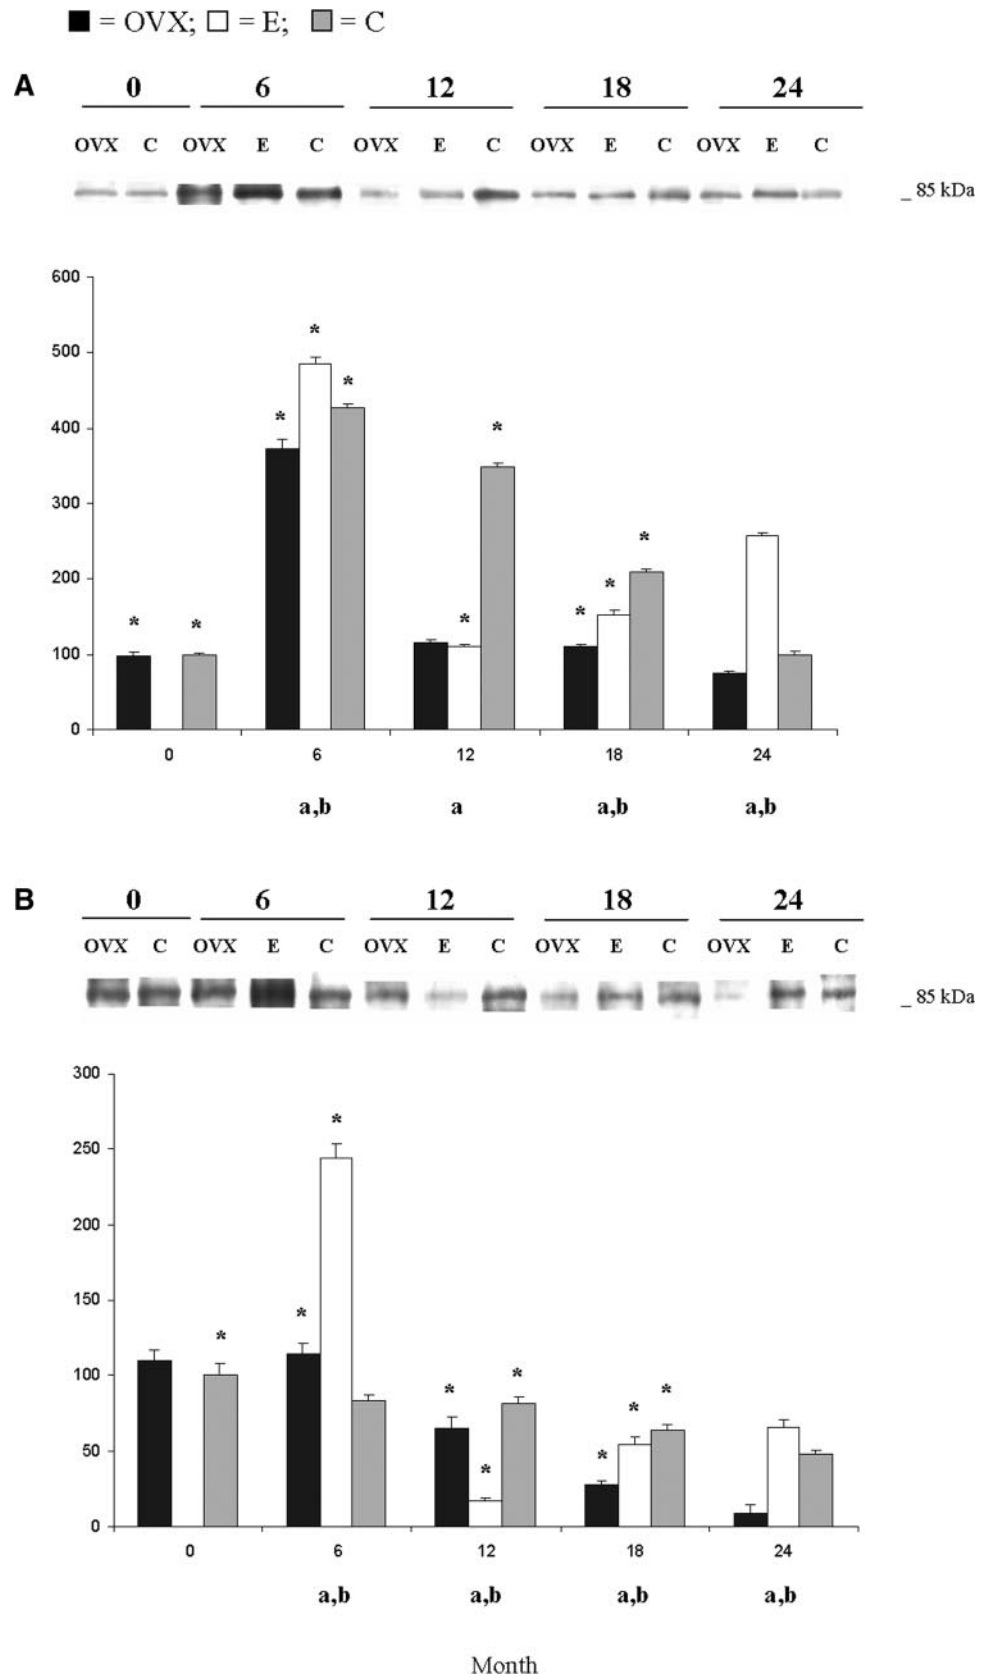 ■ = OVX; □ = E; ■ = C
A
0 6 12 18 24
OVX C OVX E C OVX E C OVX E C OVX E C
_ 85 kDa
600
*
500
*
*
*
400
300
*
200
*
*
*
*
*
100
0
0 6 12 18 24
a,b a a,b a,b
B
0 6 12 18 24
OVX C OVX E C OVX E C OVX E C OVX E C
_ 85 kDa
300
*
250
200
150
*
*
*
100
*
*
*
*
*
50
0
0 6 12 18 24
a,b a,b a,b a,b
Month